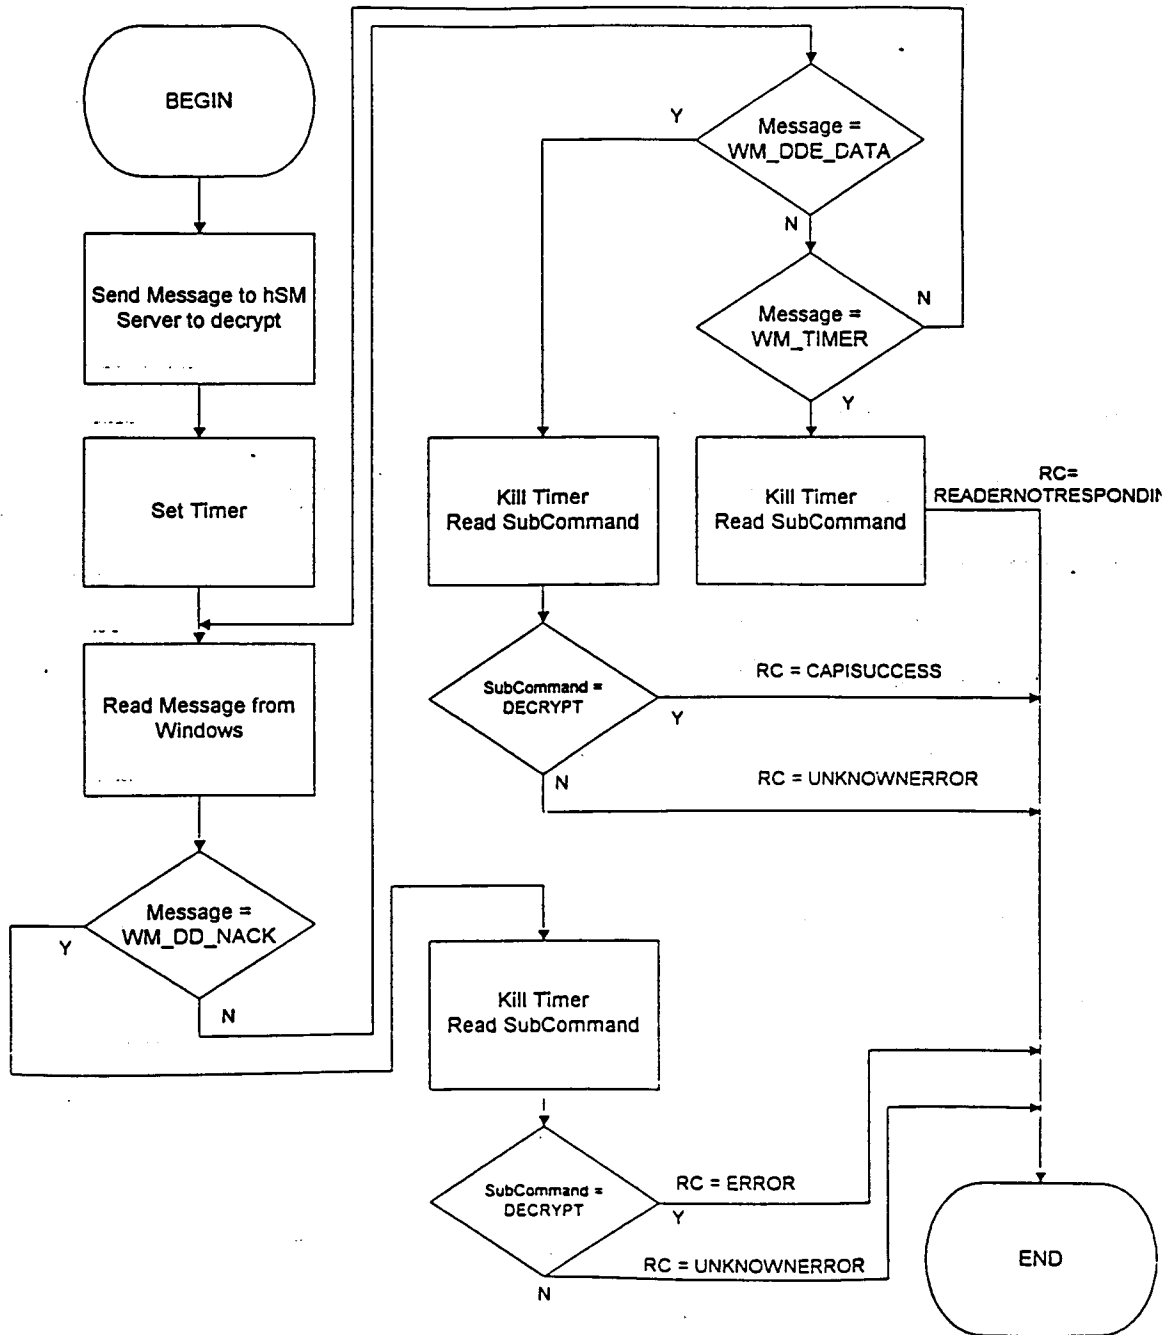 BEGIN
Send Message to hSM
Server to decrypt
Set Timer
Read Message from
Windows
Message =
WM_DD_NACK
Y
N
Message =
WM_DDE_DATA
Y
N
Message =
WM_TIMER
N
Y
Kill Timer
Read SubCommand
Kill Timer
Read SubCommand
RC=
READERNOTRESPONDIN
SubCommand =
DECRYPT
RC = CAPISUCCESS
Y
N
RC = UNKNOWNERROR
Kill Timer
Read SubCommand
SubCommand =
DECRYPT
RC = ERROR
Y
RC = UNKNOWNERROR
N
END